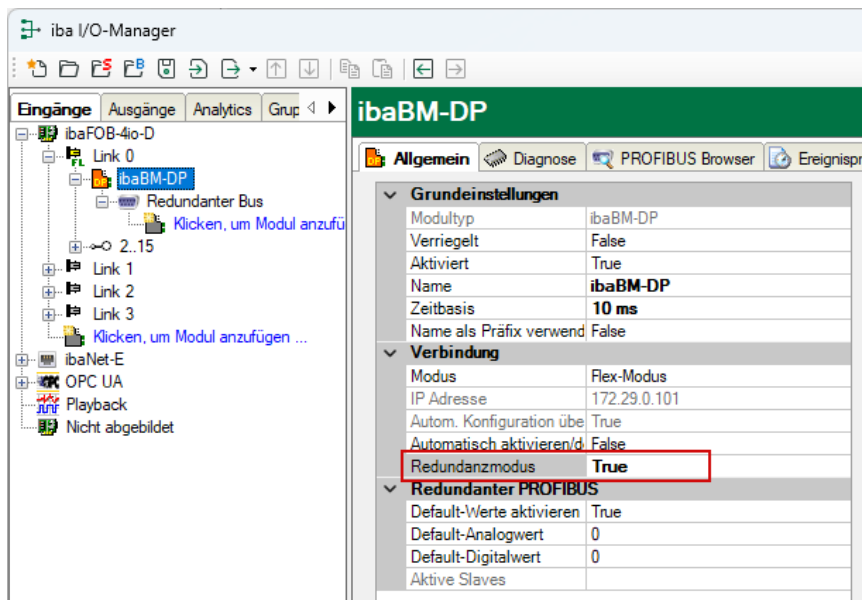 iba I/O-Manager
Eingänge Ausgänge Analytics Grup
ibaFOB-4io-D
Link 0
ibaBM-DP
Redundanter Bus
Klicken, um Modul anzufü
2..15
Link 1
Link 2
Link 3
Klicken, um Modul anzufügen ...
ibaNet-E
OPC UA
Playback
Nicht abgebildet
ibaBM-DP
Allgemein Diagnose PROFIBUS Browser Ereignispr
Grundeinstellungen
Modultyp ibaBM-DP
Verriegelt False
Aktiviert True
Name ibaBM-DP
Zeitbasis 10 ms
Name als Präfix verwend False
Verbindung
Modus Flex-Modus
IP Adresse 172.29.0.101
Autom. Konfiguration übe True
Automatisch aktivieren/d False
Redundanzmodus True
Redundanter PROFIBUS
Default-Werte aktivieren True
Default-Analogwert 0
Default-Digitalwert 0
Aktive Slaves